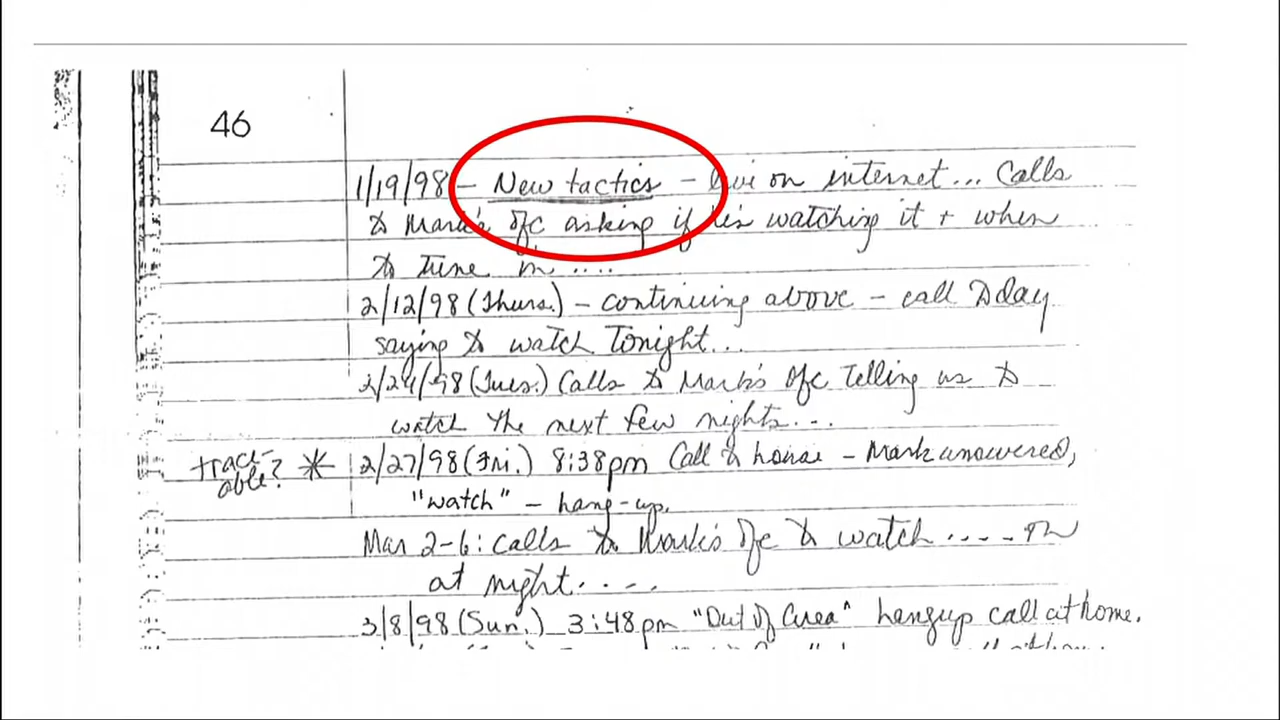 46
1/19/98 - New tactics - live on internet... Calls
to Mark's ofc asking if he's watching it + when
to tune in ....
2/12/98 (Thurs.) - continuing above - call today
saying to watch tonight...
2/24/98 (Tues.) Calls to Mark's ofc telling us to
watch the next few nights....
trace-
able? * 2/27/98 (Fri.) 8:38pm Call to house - Mark answered,
"watch" - hang-up.
Mar 2-6: calls to Mark's ofc to watch .....
at night.....
3/8/98 (Sun.) 3:48pm "Out of Area" hangup call at home.